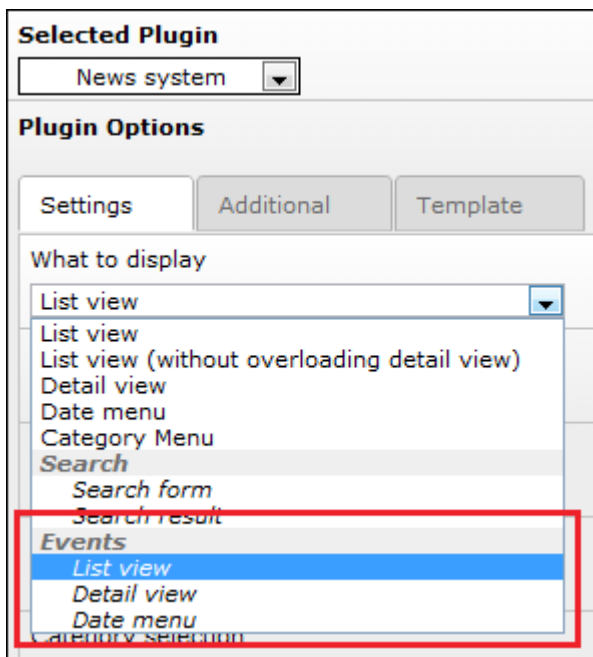 Selected Plugin
News system
Plugin Options
Settings Additional Template
What to display
List view
List view
List view (without overloading detail view)
Detail view
Date menu
Category Menu
Search
Search form
Search result
Events
List view
Detail view
Date menu
Category selection